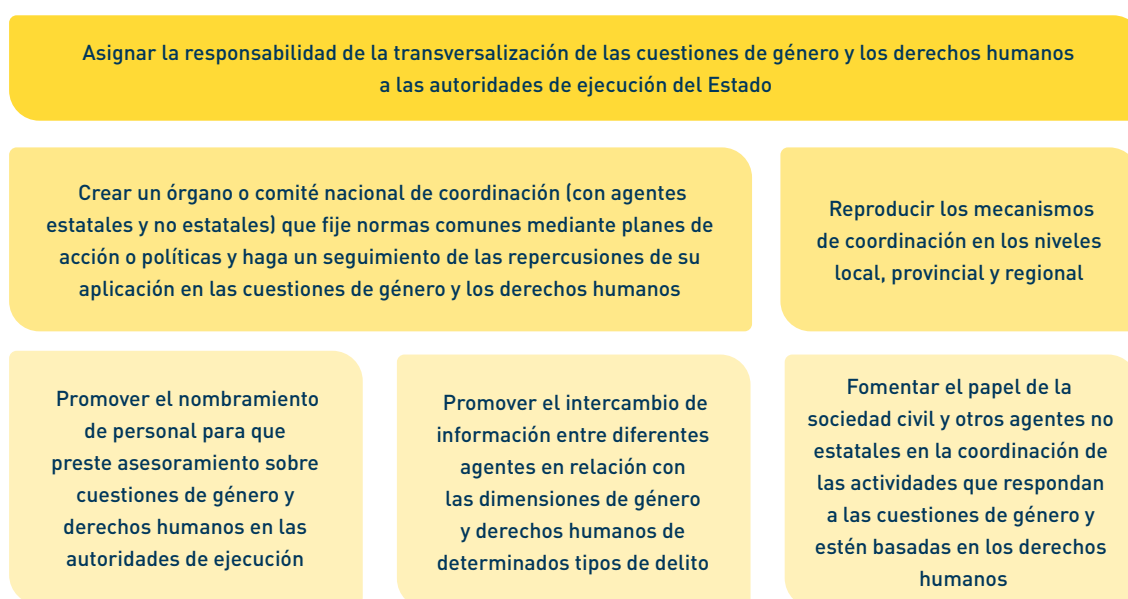 Asignar la responsabilidad de la transversalización de las cuestiones de género y los derechos humanos
a las autoridades de ejecución del Estado
Crear un órgano o comité nacional de coordinación (con agentes
estatales y no estatales) que fije normas comunes mediante planes de
acción o políticas y haga un seguimiento de las repercusiones de su
aplicación en las cuestiones de género y los derechos humanos
Reproducir los mecanismos
de coordinación en los niveles
local, provincial y regional
Promover el nombramiento
de personal para que
preste asesoramiento sobre
cuestiones de género y
derechos humanos en las
autoridades de ejecución
Promover el intercambio de
información entre diferentes
agentes en relación con
las dimensiones de género
y derechos humanos de
determinados tipos de delito
Fomentar el papel de la
sociedad civil y otros agentes no
estatales en la coordinación de
las actividades que respondan
a las cuestiones de género y
estén basadas en los derechos
humanos